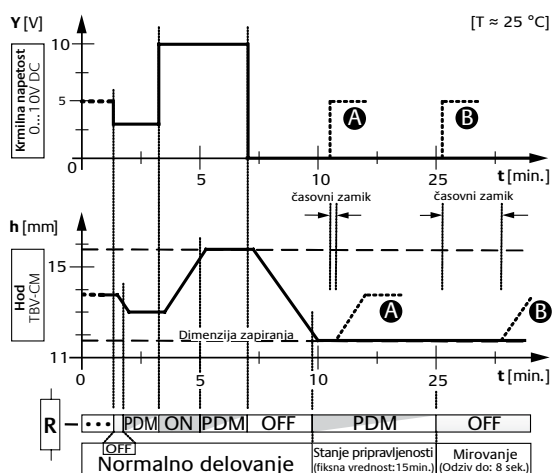 Y [V]
[T ≈ 25 °C]
Krmilna napetost
0...10V DC
10
5
0
A
B
5
10
25
t [min.]
časovni zamik
časovni zamik
h [mm]
Hod
TBV-CM
15
11
Dimenzija zapiranja
A
B
0
5
10
25
t [min.]
R
PDM
ON
PDM
OFF
PDM
OFF
OFF
Normalno delovanje
Stanje pripravljenosti
(fiksna vrednost:15min.)
Mirovanje
(Odziv do: 8 sek.)